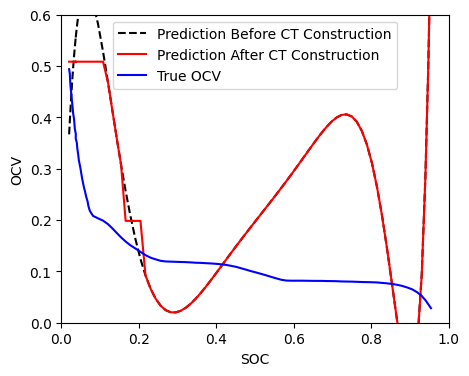 Prediction Before CT Construction
Prediction After CT Construction
True OCV
0.6
0.5
0.4
0.3
0.2
0.1
0.0
OCV
0.0 0.2 0.4 0.6 0.8 1.0
SOC